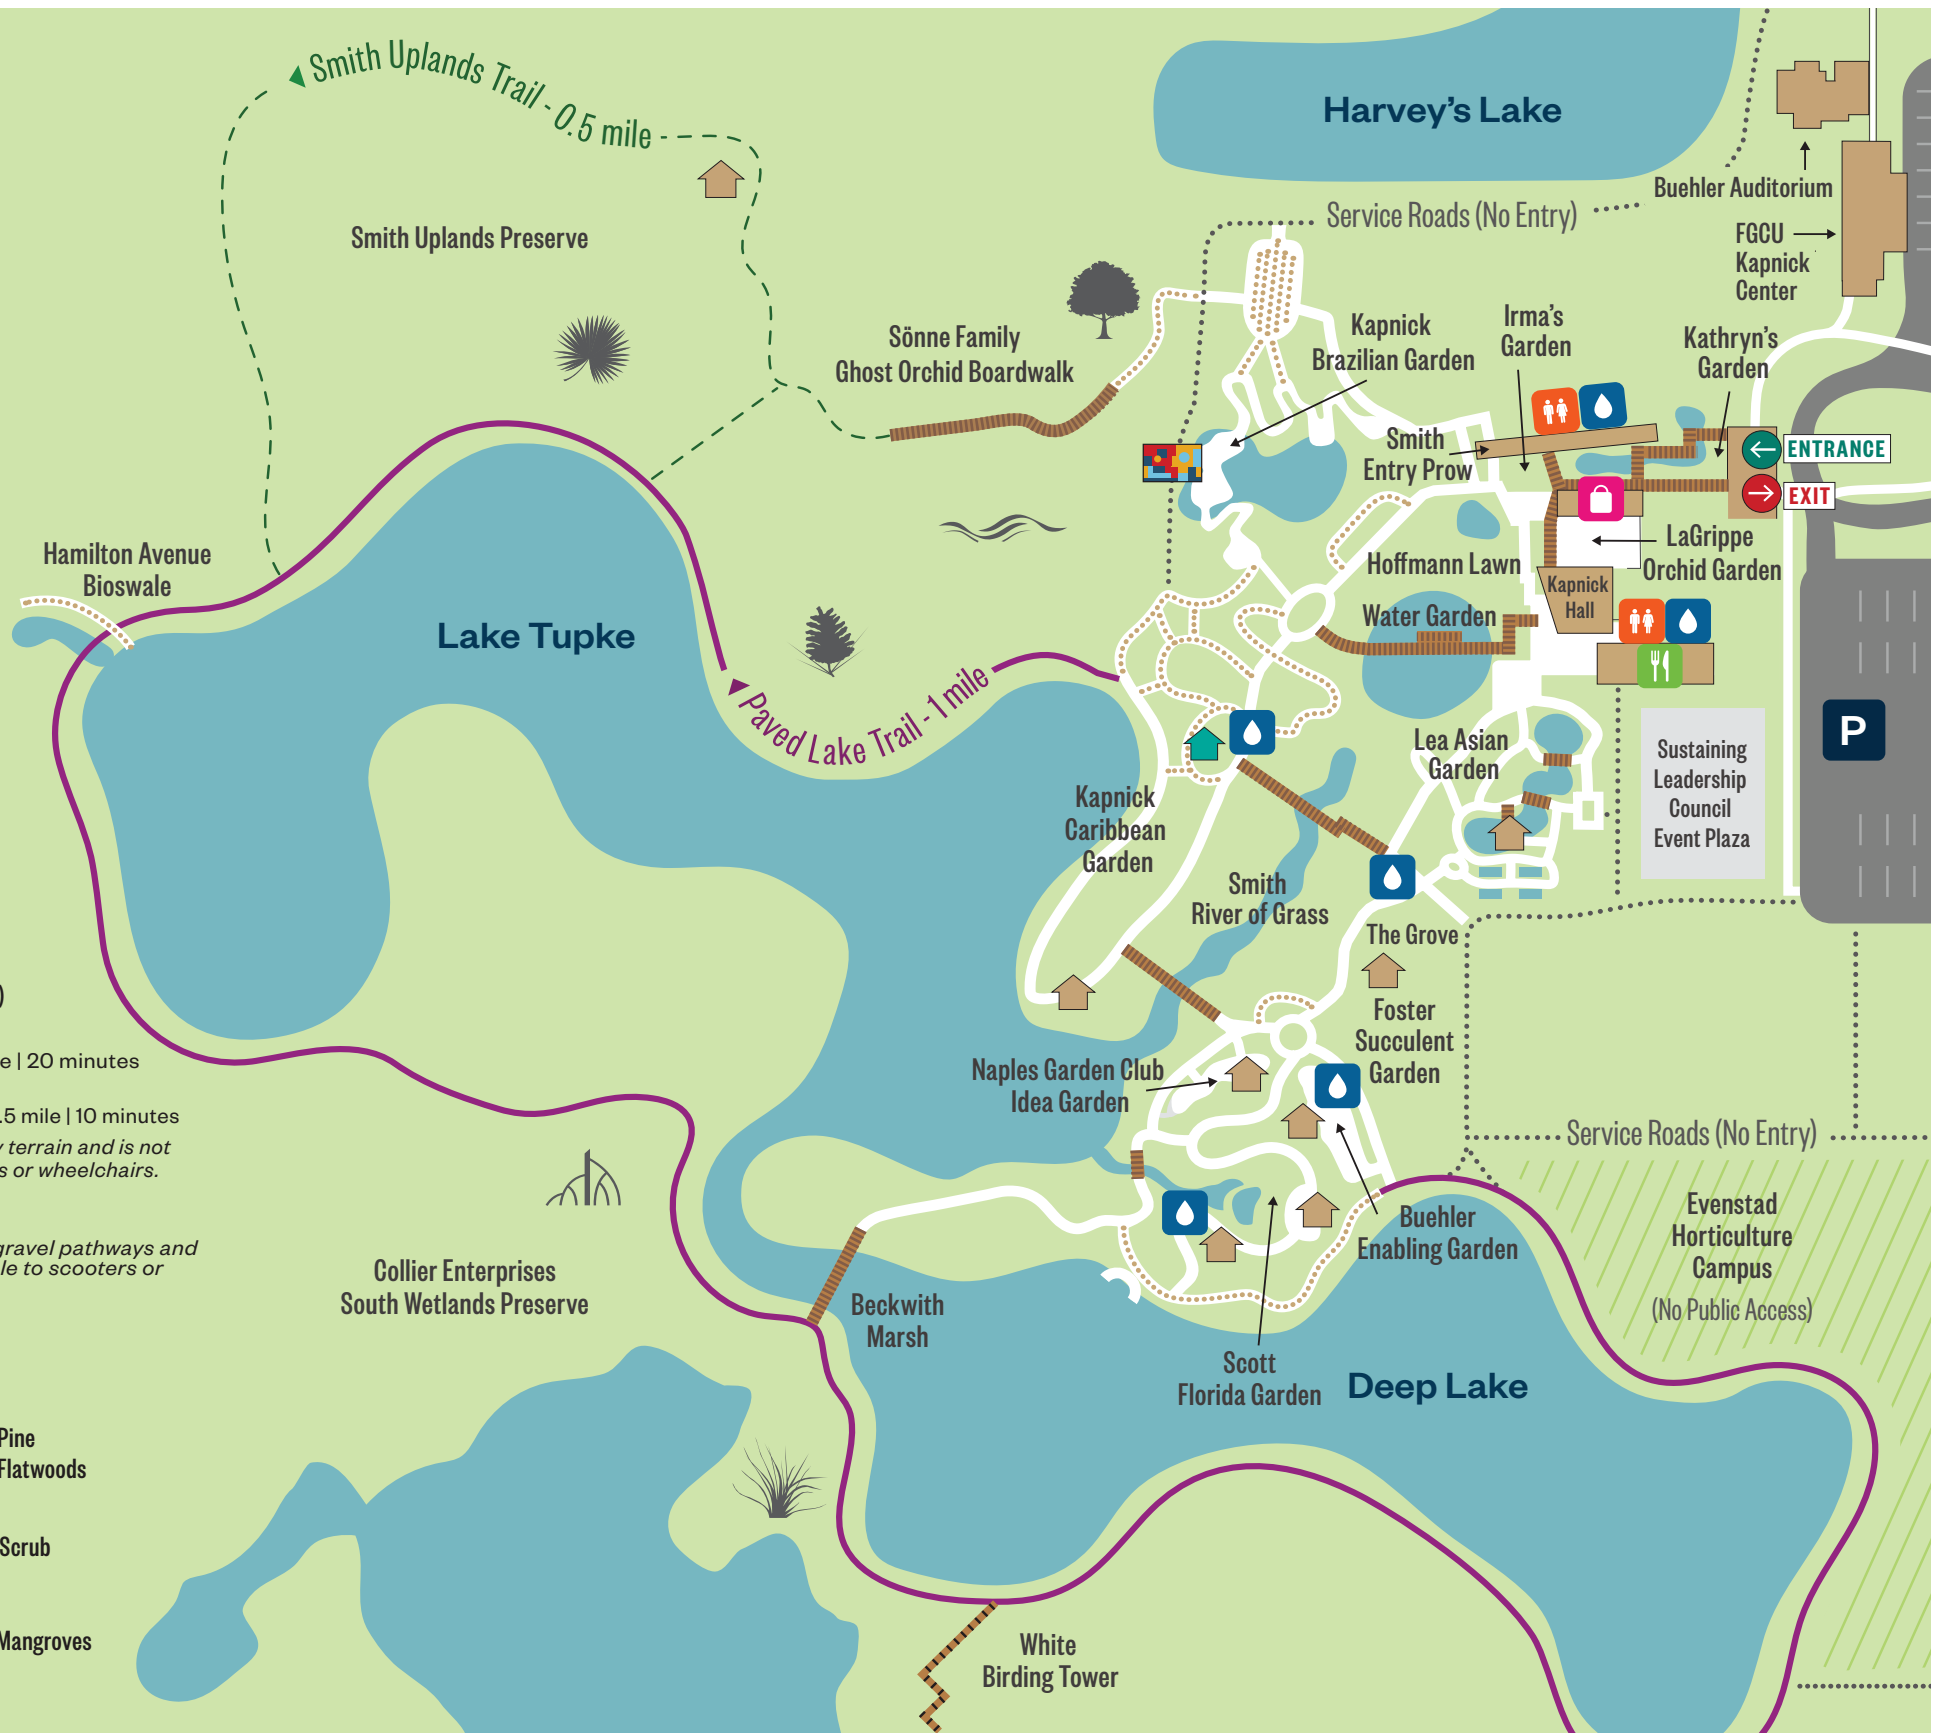 Smith Uplands Trail - 0.5 mile
Harvey's Lake
Buehler Auditorium
Service Roads (No Entry)
Smith Uplands Preserve
FGCU
Kapnick
Center
Sönne Family
Ghost Orchid Boardwalk
Kapnick
Brazilian Garden
Irma's
Garden
Kathryn's
Garden
Smith
Entry Prow
ENTRANCE
EXIT
Hamilton Avenue
Bioswale
Hoffmann Lawn
LaGrippe
Orchid Garden
Kapnick
Hall
Water Garden
Lake Tupke
Paved Lake Trail - 1 mile
Lea Asian
Garden
Sustaining
Leadership
Council
Event Plaza
P
Kapnick
Caribbean
Garden
Smith
River of Grass
The Grove
)
Foster
Succulent
Garden
e | 20 minutes
Naples Garden Club
Idea Garden
.5 mile | 10 minutes
y terrain and is not
s or wheelchairs.
Service Roads (No Entry)
Evenstad
Horticulture
Campus
(No Public Access)
Buehler
Enabling Garden
gravel pathways and
le to scooters or
Collier Enterprises
South Wetlands Preserve
Beckwith
Marsh
Scott
Florida Garden
Deep Lake
Pine
Flatwoods
Scrub
Mangroves
White
Birding Tower